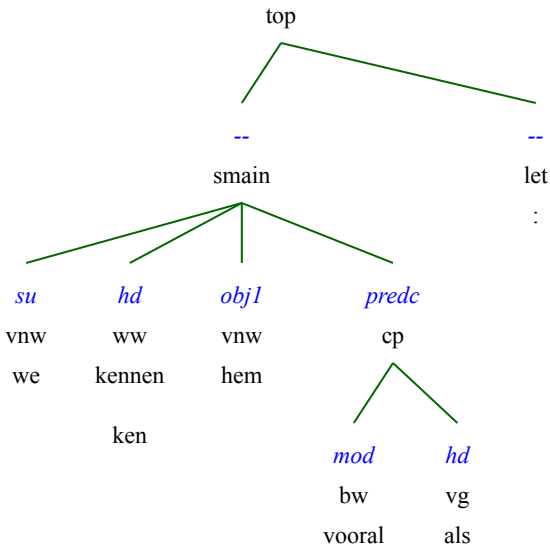 top
-- --
smain let
:
su hd obj1 predc
vnw ww vnw cp
we kennen hem
ken
mod hd
bw vg
vooral als